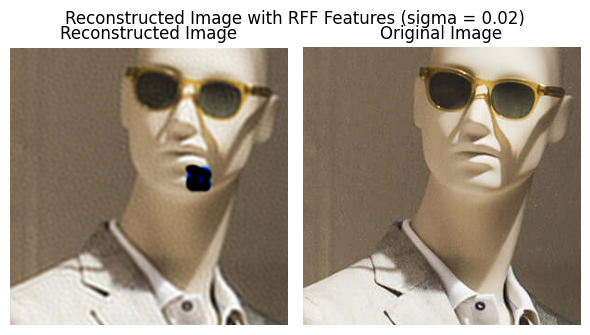 Reconstructed Image with RFF Features (sigma = 0.02)
Reconstructed Image
Original Image